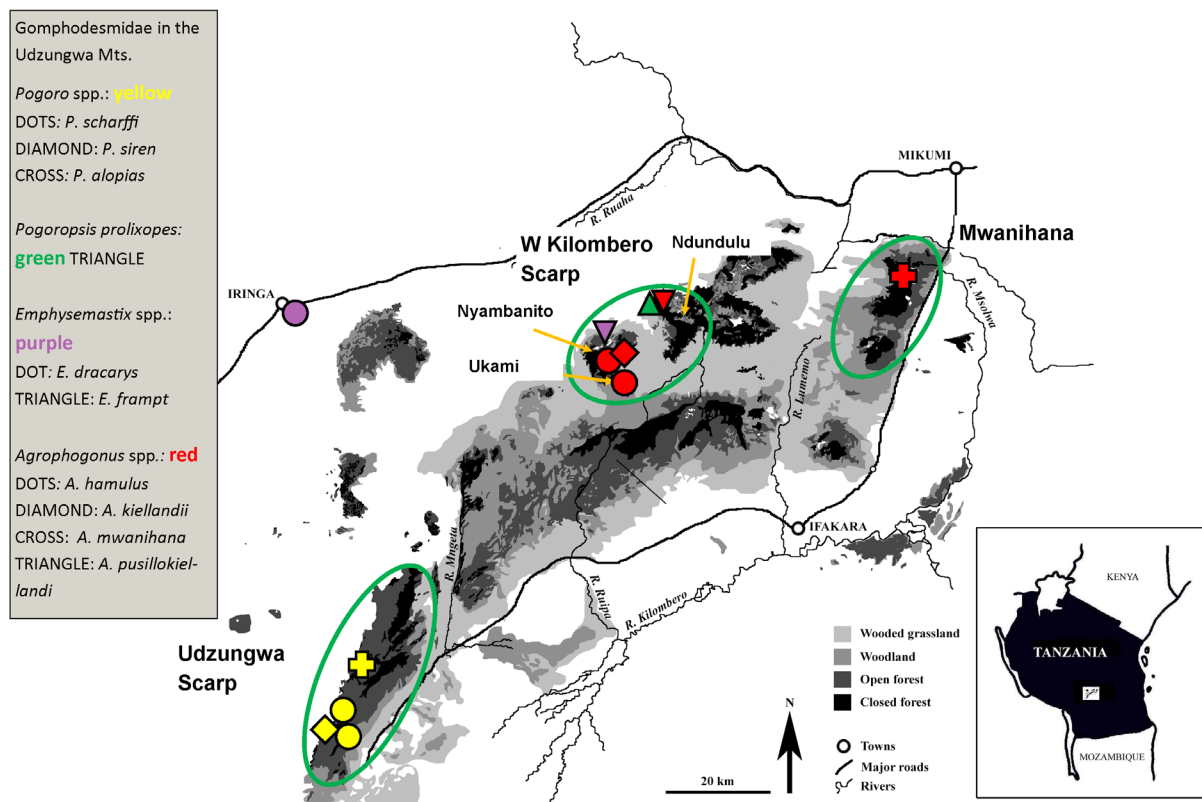 Gomphodesmidae in the
Udzungwa Mts.
Pogoro spp.: yellow
DOTS: P. scharffi
DIAMOND: P. siren
CROSS: P. alopias
Pogoropsis prolixopes:
green TRIANGLE
Emphysemastix spp.:
purple
DOT: E. dracarys
TRIANGLE: E. frampt
Agrophogonus spp.: red
DOTS: A. hamulus
DIAMOND: A. kiellandii
CROSS: A. mwanihana
TRIANGLE: A. pusillokiel-
landi
MIKUMI
R. Ruaha
Mwanihana
W Kilombero
Scarp
Ndundulu
R. Msolwa
IRINGA
Nyambanito
Ukami
R. Lumemo
IFAKARA
R. Mngeta
R. Ruipa
R. Kilombero
Udzungwa
Scarp
Wooded grassland
Woodland
Open forest
Closed forest
N
Towns
Major roads
Rivers
20 km
KENYA
TANZANIA
MOZAMBIQUE